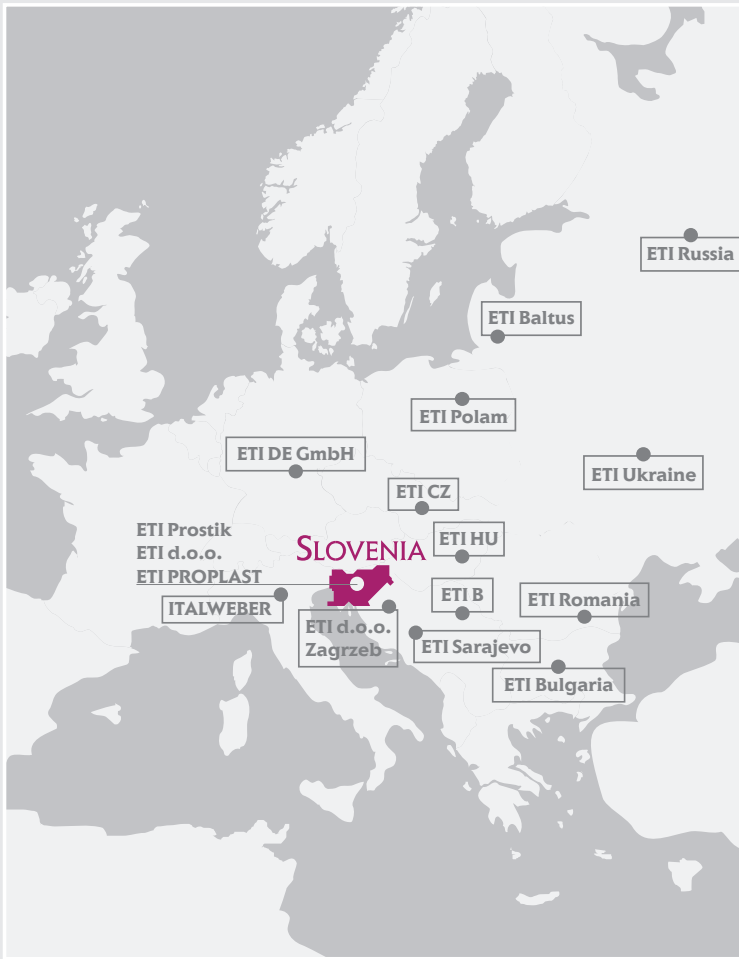 ETI Russia
ETI Baltus
ETI Polam
ETI DE GmbH
ETI Ukraine
ETI CZ
ETI Prostik
ETI d.o.o.
ETI PROPLAST
SLOVENIA
ETI HU
ITALWEBER
ETI B
ETI Romania
ETI d.o.o.
Zagrzeb
ETI Sarajevo
ETI Bulgaria